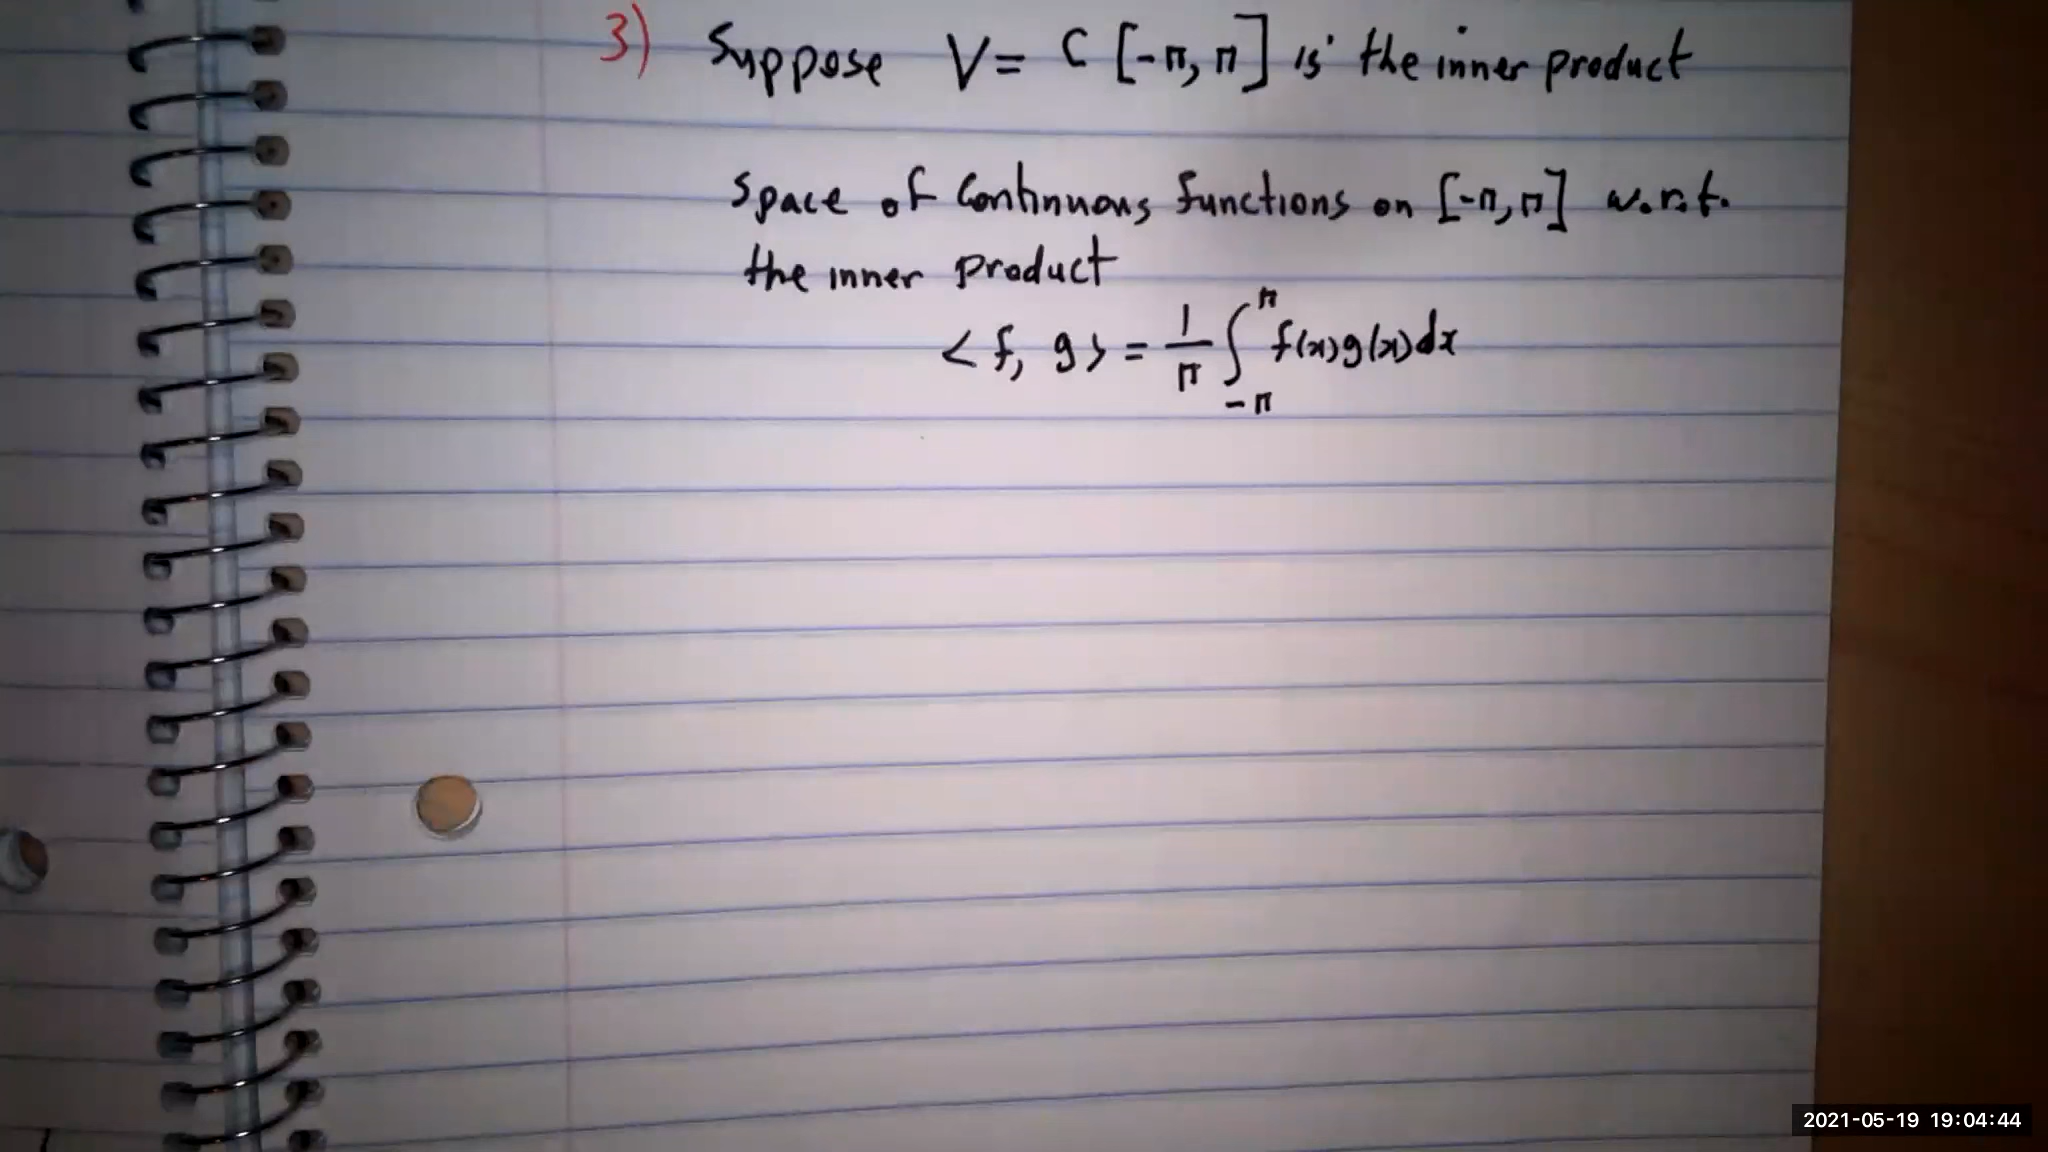 3) Suppose V = C [-π, π] is the inner product
space of Continuous functions on [-π, π] w.r.t.
the inner product
< f, g > = 1/π ∫_{-π}^{π} f(x)g(x)dx
2021-05-19 19:04:44